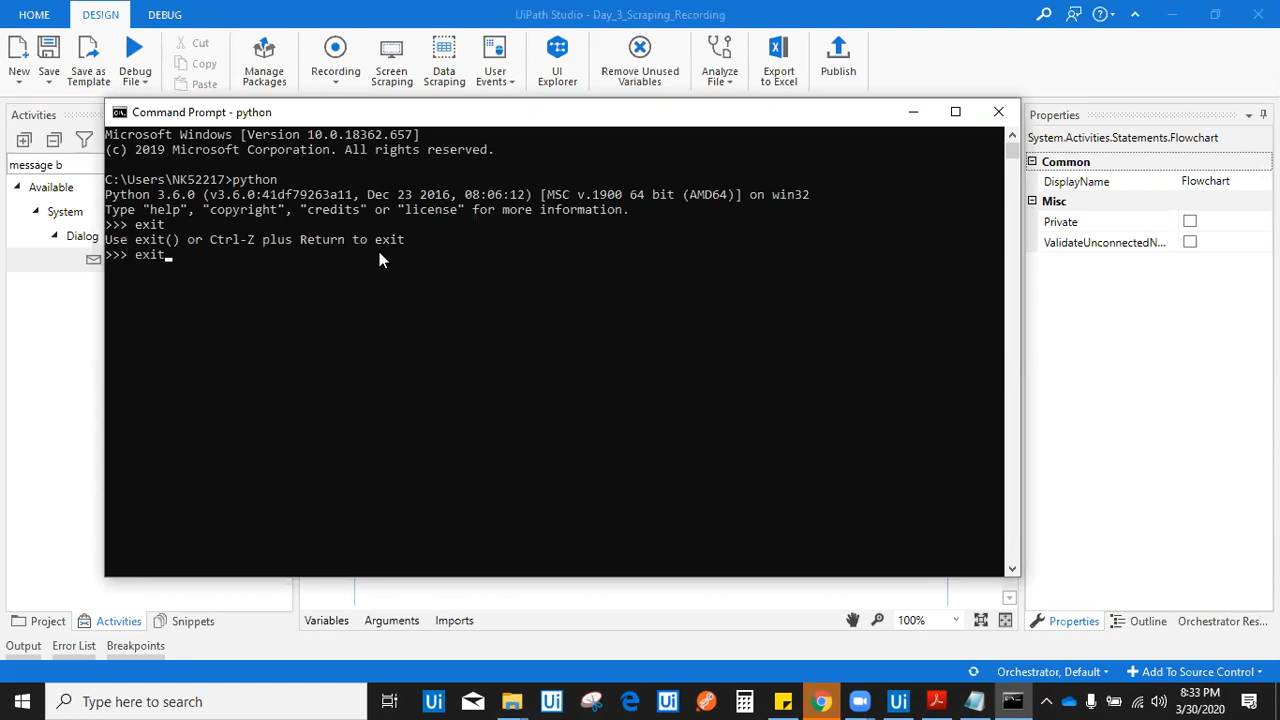 HOME DESIGN DEBUG UiPath Studio - Day_3_Scraping_Recording
New Save Save as Template Debug File Cut Copy Paste Manage Packages Recording Screen Scraping Data Scraping User Events UI Explorer Remove Unused Variables Analyze File Export to Excel Publish
Activities
message b
Available
System
Dialog
Command Prompt - python
Microsoft Windows [Version 10.0.18362.657]
(c) 2019 Microsoft Corporation. All rights reserved.
C:\Users\NK52217>python
Python 3.6.0 (v3.6.0:41df79263a11, Dec 23 2016, 08:06:12) [MSC v.1900 64 bit (AMD64)] on win32
Type "help", "copyright", "credits" or "license" for more information.
>>> exit
Use exit() or Ctrl-Z plus Return to exit
>>> exit_
Properties
System.Activities.Statements.Flowchart
Common
DisplayName Flowchart
Misc
Private
ValidateUnconnectedN...
Project Activities Snippets
Variables Arguments Imports 100%
Properties Outline Orchestrator Res...
Output Error List Breakpoints
Orchestrator, Default Add To Source Control
Type here to search
8:33 PM
3/30/2020